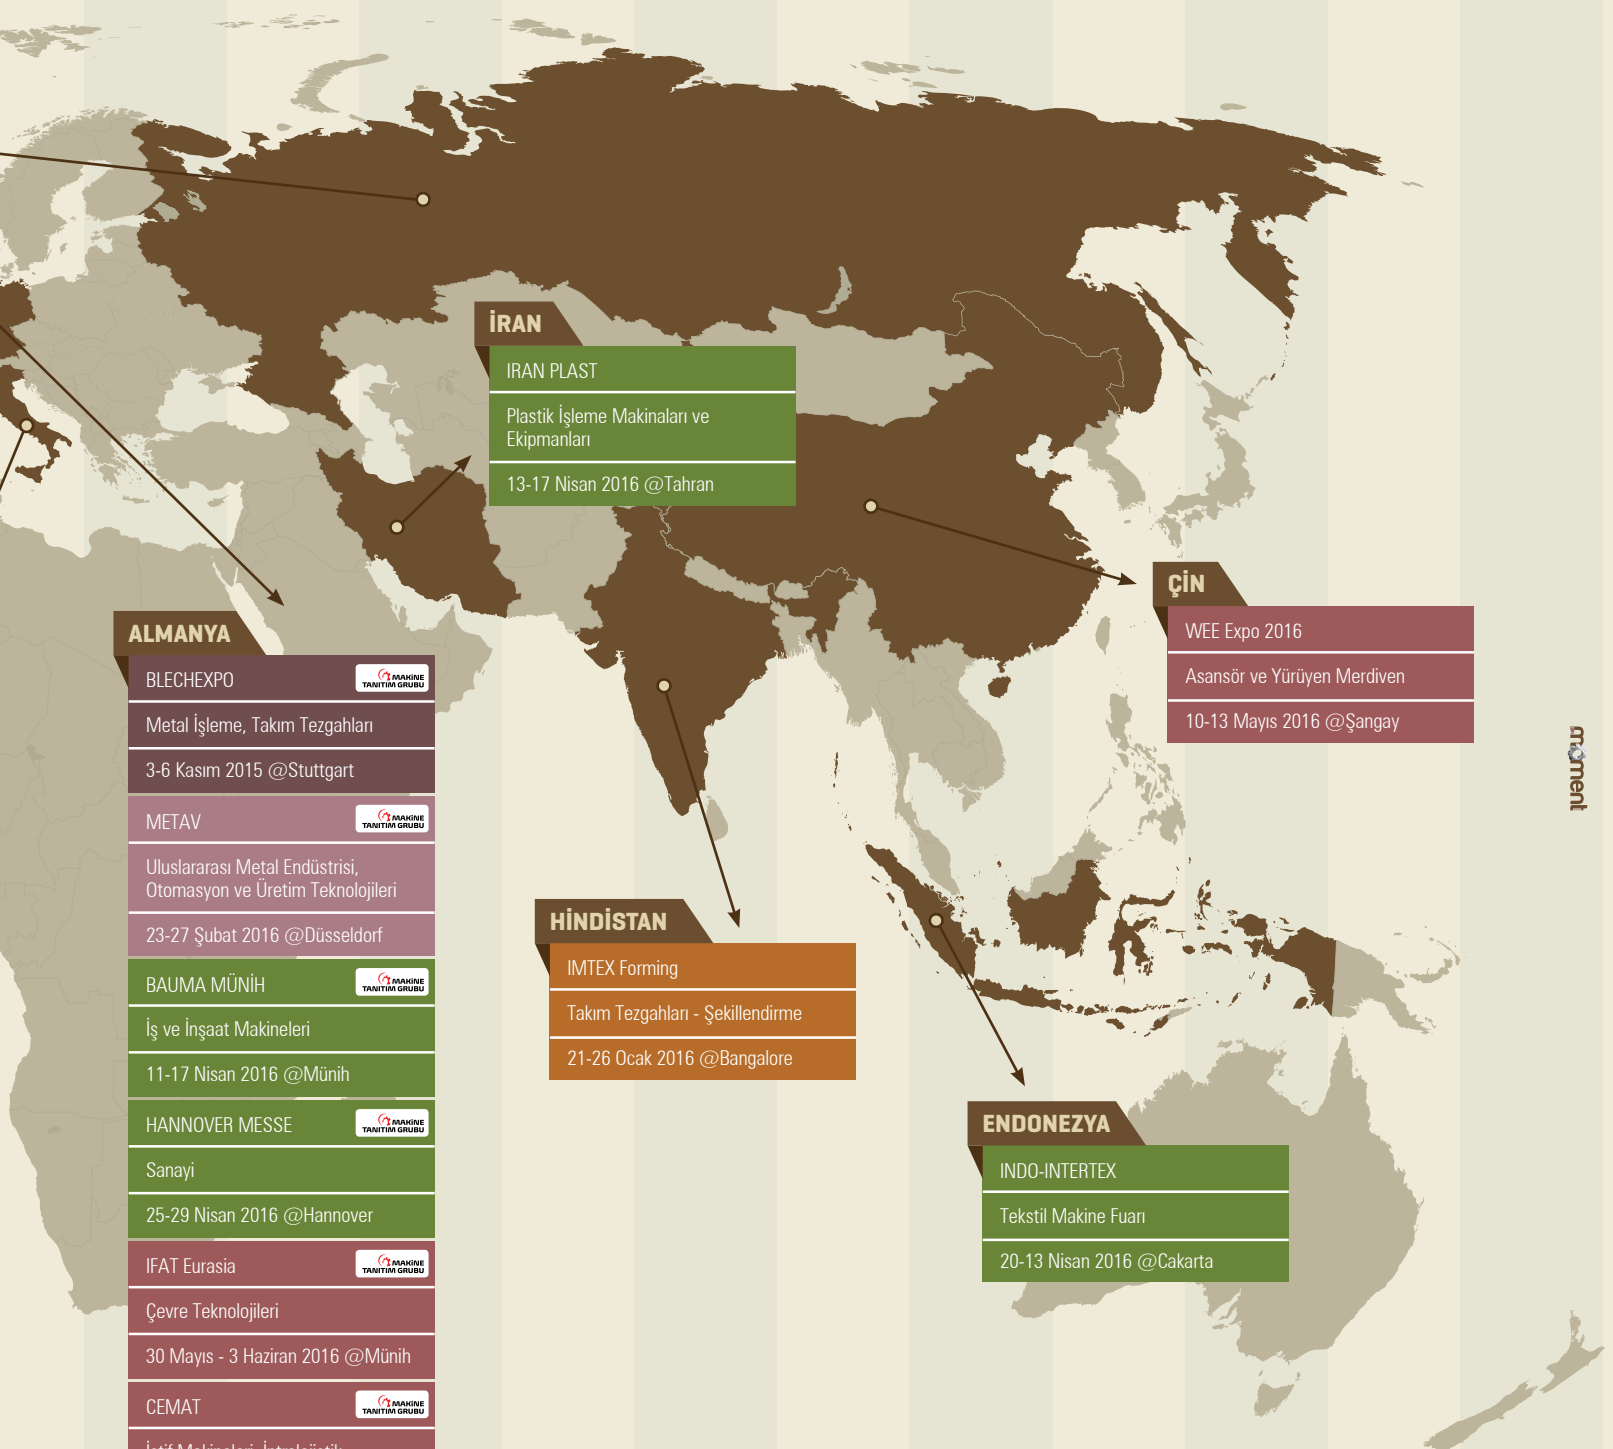 İRAN
IRAN PLAST
Plastik İşleme Makinaları ve
Ekipmanları
13-17 Nisan 2016 @Tahran
ÇİN
WEE Expo 2016
Asansör ve Yürüyen Merdiven
10-13 Mayıs 2016 @Şangay
moment
ALMANYA
BLECHEXPO
MAKİNE
TANITIM GRUBU
Metal İşleme, Takım Tezgahları
3-6 Kasım 2015 @Stuttgart
METAV
MAKİNE
TANITIM GRUBU
Uluslararası Metal Endüstrisi,
Otomasyon ve Üretim Teknolojileri
23-27 Şubat 2016 @Düsseldorf
BAUMA MÜNİH
MAKİNE
TANITIM GRUBU
İş ve İnşaat Makineleri
11-17 Nisan 2016 @Münih
HANNOVER MESSE
MAKİNE
TANITIM GRUBU
Sanayi
25-29 Nisan 2016 @Hannover
IFAT Eurasia
MAKİNE
TANITIM GRUBU
Çevre Teknolojileri
30 Mayıs - 3 Haziran 2016 @Münih
CEMAT
MAKİNE
TANITIM GRUBU
HİNDİSTAN
IMTEX Forming
Takım Tezgahları - Şekillendirme
21-26 Ocak 2016 @Bangalore
ENDONEZYA
INDO-INTERTEX
Tekstil Makine Fuarı
20-13 Nisan 2016 @Cakarta